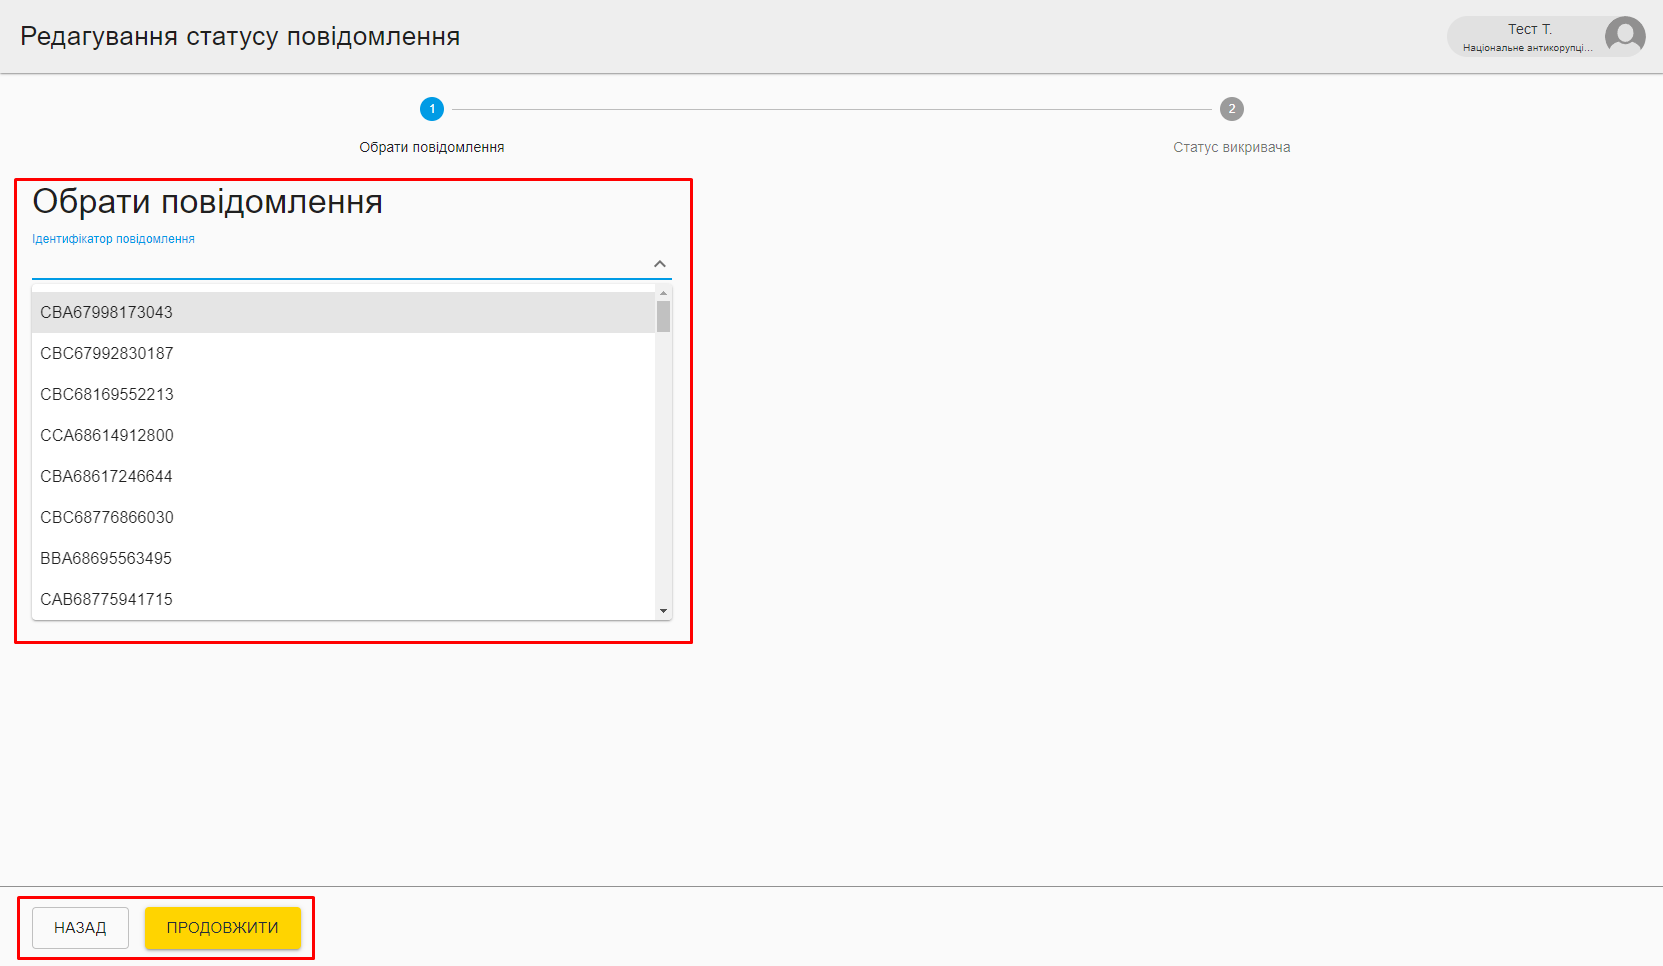 Редагування статусу повідомлення
Тест Т.
Національне антикорупці...
1
2
Обрати повідомлення
Статус викривача
Обрати повідомлення
Ідентифікатор повідомлення
CBA67998173043
CBC67992830187
CBC68169552213
CCA68614912800
CBA68617246644
CBC68776866030
BBA68695563495
CAB68775941715
НАЗАД
ПРОДОВЖИТИ